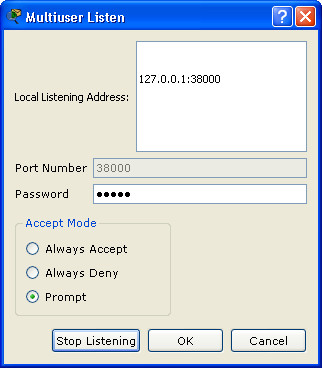 Multiuser Listen
127.0.0.1:38000
Local Listening Address:
Port Number 38000
Password ●●●●●
Accept Mode
Always Accept
Always Deny
Prompt
Stop Listening OK Cancel